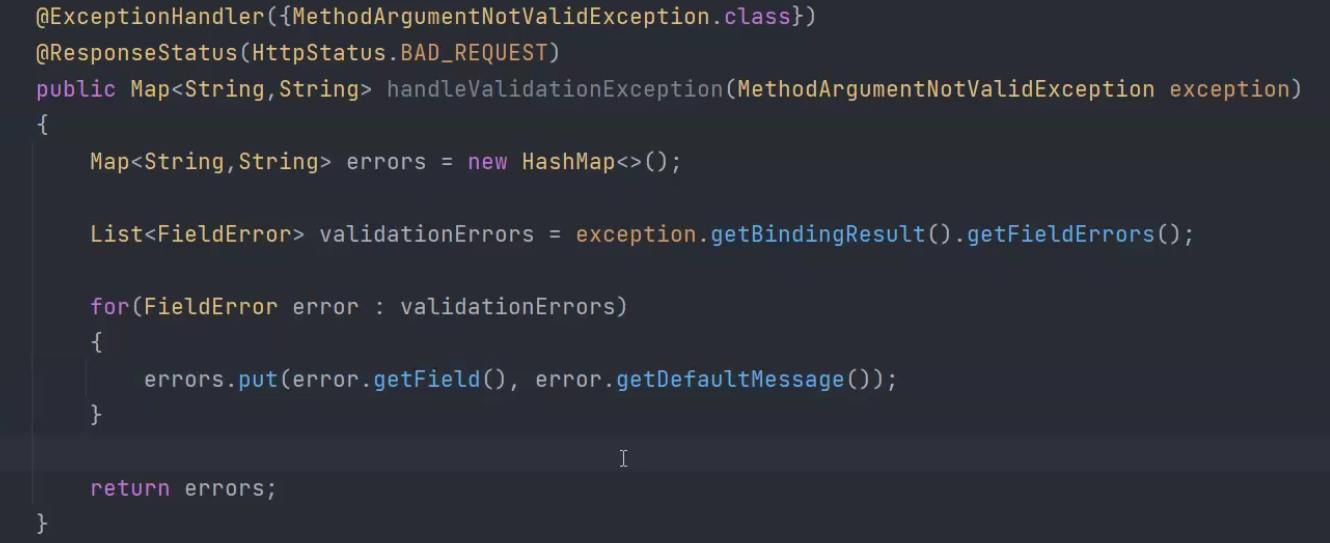 @ExceptionHandler({MethodArgumentNotValidException.class})
@ResponseStatus(HttpStatus.BAD_REQUEST)
public Map<String,String> handleValidationException(MethodArgumentNotValidException exception)
{
    Map<String,String> errors = new HashMap<>();
    List<FieldError> validationErrors = exception.getBindingResult().getFieldErrors();
    for(FieldError error : validationErrors)
    {
        errors.put(error.getField(), error.getDefaultMessage());
    }
    return errors;
}